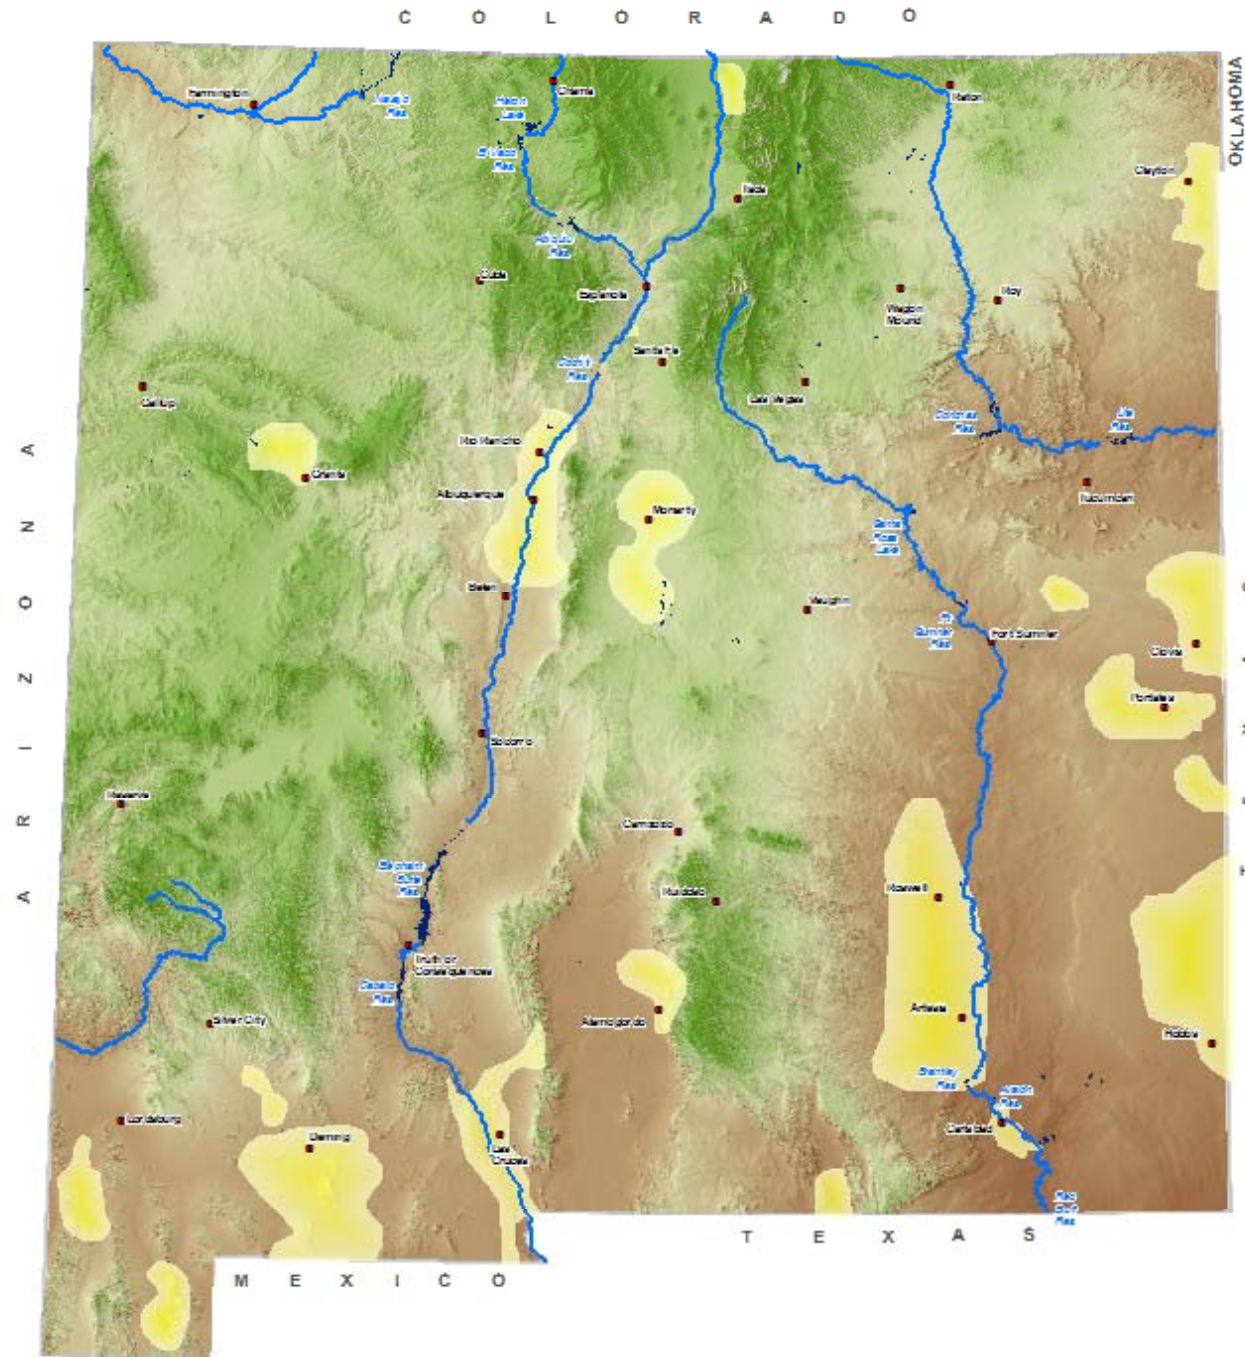 C O L O R A D O
OKLAHOMA
Farmington
Navajo
Res
Heron
Lake
Chama
El Vado
Res
Raton
Clayton
Taos
Abiquiu
Res
Cuba
Española
Wagon
Mound
Roy
Santa Fe
Cochiti
Res
Gallup
Las Vegas
Conchas
Res
Ute
Res
Rio Rancho
Grants
Albuquerque
Tucumcari
Moriarty
Santa
Rosa
Lake
A R I Z O N A
Belen
Vaughn
Ft
Sumner
Res
Fort Sumner
Clovis
Portales
Socorro
Reserve
Carrizozo
Elephant
Butte
Res
Ruidoso
Roswell
Truth or
Consequences
Caballo
Res
Silver City
Alamogordo
Artesia
Hobbs
Brantley
Res
Avalon
Res
Lordsburg
Deming
Las
Cruces
Carlsbad
Red
Bluff
Res
T E X A S
M E X I C O